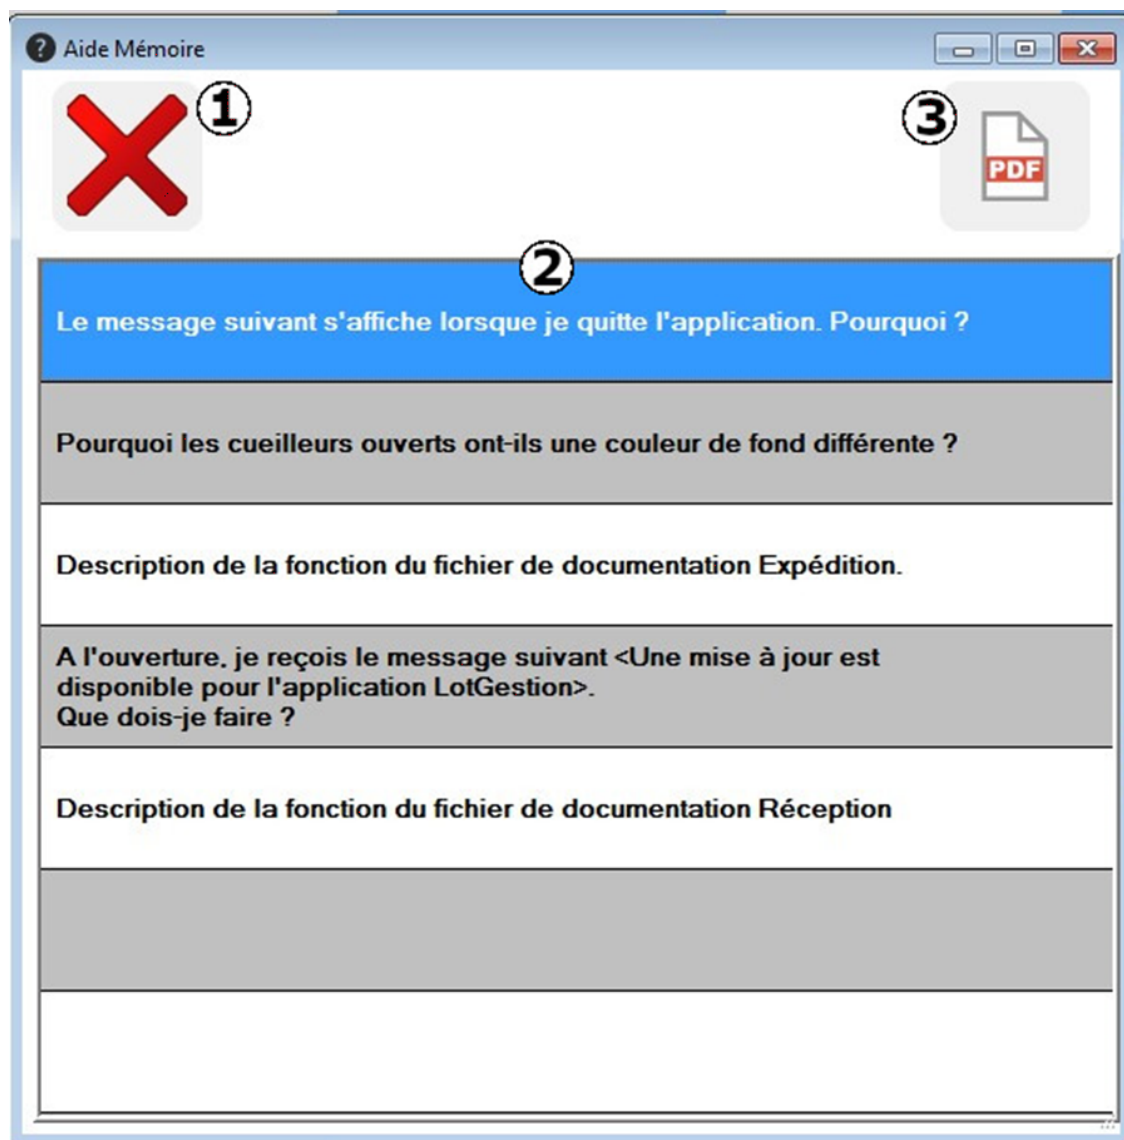 Aide Mémoire
①
③
PDF
②
Le message suivant s'affiche lorsque je quitte l'application. Pourquoi ?
Pourquoi les cueilleurs ouverts ont-ils une couleur de fond différente ?
Description de la fonction du fichier de documentation Expédition.
A l'ouverture, je reçois le message suivant <Une mise à jour est
disponible pour l'application LotGestion>.
Que dois-je faire ?
Description de la fonction du fichier de documentation Réception